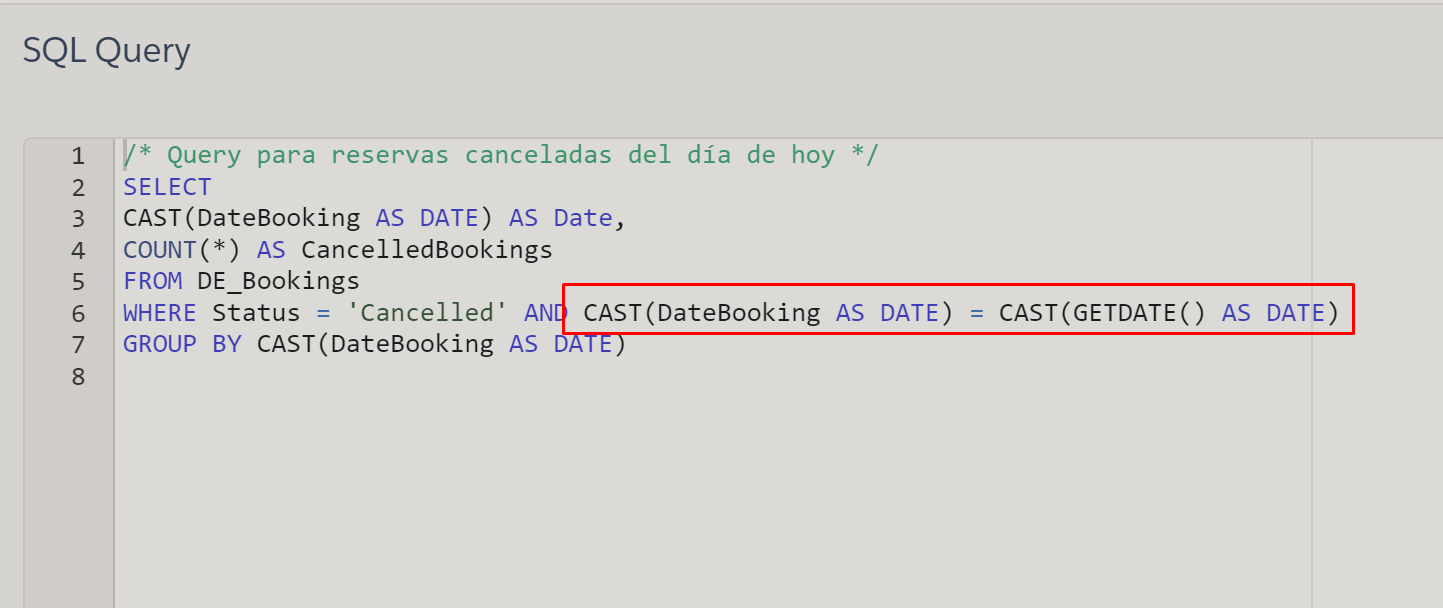 SQL Query
1 /* Query para reservas canceladas del día de hoy */
2 SELECT
3 CAST(DateBooking AS DATE) AS Date,
4 COUNT(*) AS CancelledBookings
5 FROM DE_Bookings
6 WHERE Status = 'Cancelled' AND CAST(DateBooking AS DATE) = CAST(GETDATE() AS DATE)
7 GROUP BY CAST(DateBooking AS DATE)
8